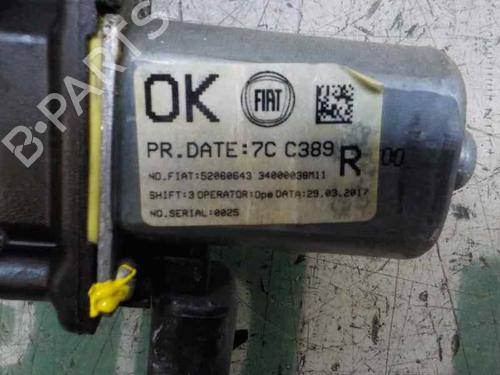 B-PARTS
OK FIAT
PR.DATE:7C C389 R
NO.FIAT:52060643 34000038M11
SHIFT:3 OPERATOR:Ope DATA:29.03.2017
NO.SERIAL:0025